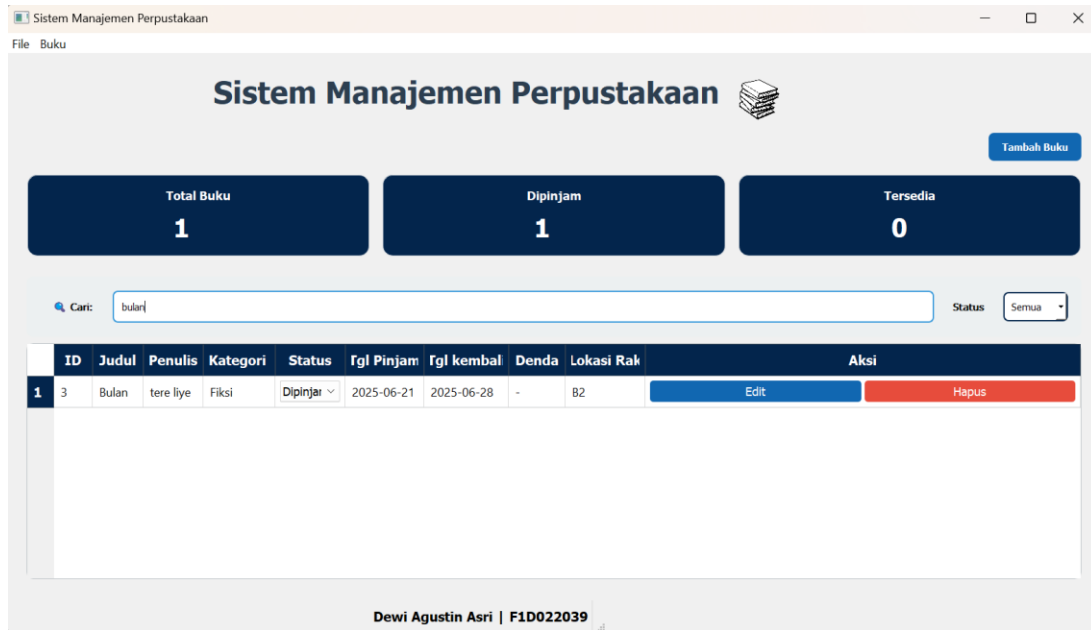 Sistem Manajemen Perpustakaan
File Buku
Sistem Manajemen Perpustakaan
Tambah Buku
Total Buku Dipinjam Tersedia
1 1 0
Cari: bulan Status Semua
ID Judul Penulis Kategori Status Tgl Pinjam Tgl kembali Denda Lokasi Rak Aksi
1 3 Bulan tere liye Fiksi Dipinjar 2025-06-21 2025-06-28 - B2 Edit Hapus
Dewi Agustin Asri | F1D022039